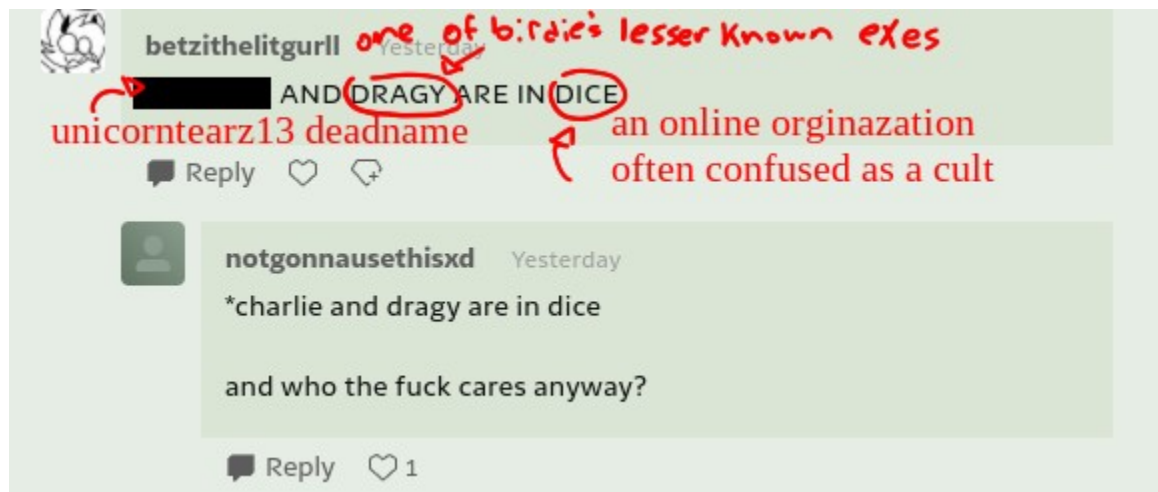 one of birdie's lesser known exes
betzithelitgurll Yesterday
AND DRAGY ARE IN DICE
unicorntearz13 deadname
an online orginazation
often confused as a cult
Reply
notgonnausethisxd Yesterday
*charlie and dragy are in dice
and who the fuck cares anyway?
Reply 1